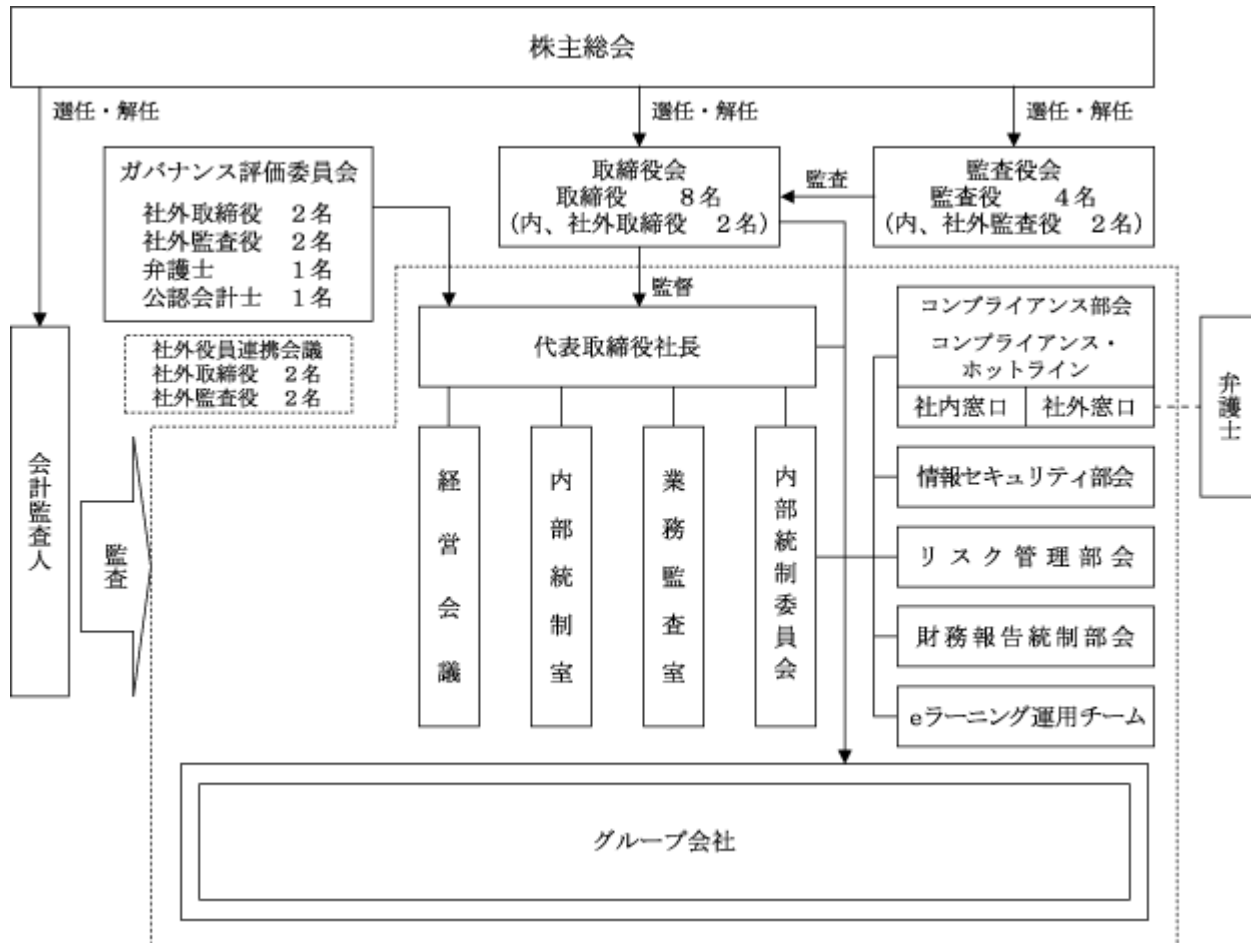 株主総会
選任・解任
選任・解任
選任・解任
ガバナンス評価委員会
社外取締役　2名
社外監査役　2名
弁護士　　　1名
公認会計士　1名
取締役会
取締役　　8名
(内、社外取締役　2名)
監査
監査役会
監査役　　4名
(内、社外監査役　2名)
監督
社外役員連携会議
社外取締役　2名
社外監査役　2名
代表取締役社長
コンプライアンス部会
コンプライアンス・
ホットライン
社内窓口
社外窓口
弁護士
会計監査人
監査
経営会議
内部統制室
業務監査室
内部統制委員会
情報セキュリティ部会
リスク管理部会
財務報告統制部会
eラーニング運用チーム
グループ会社